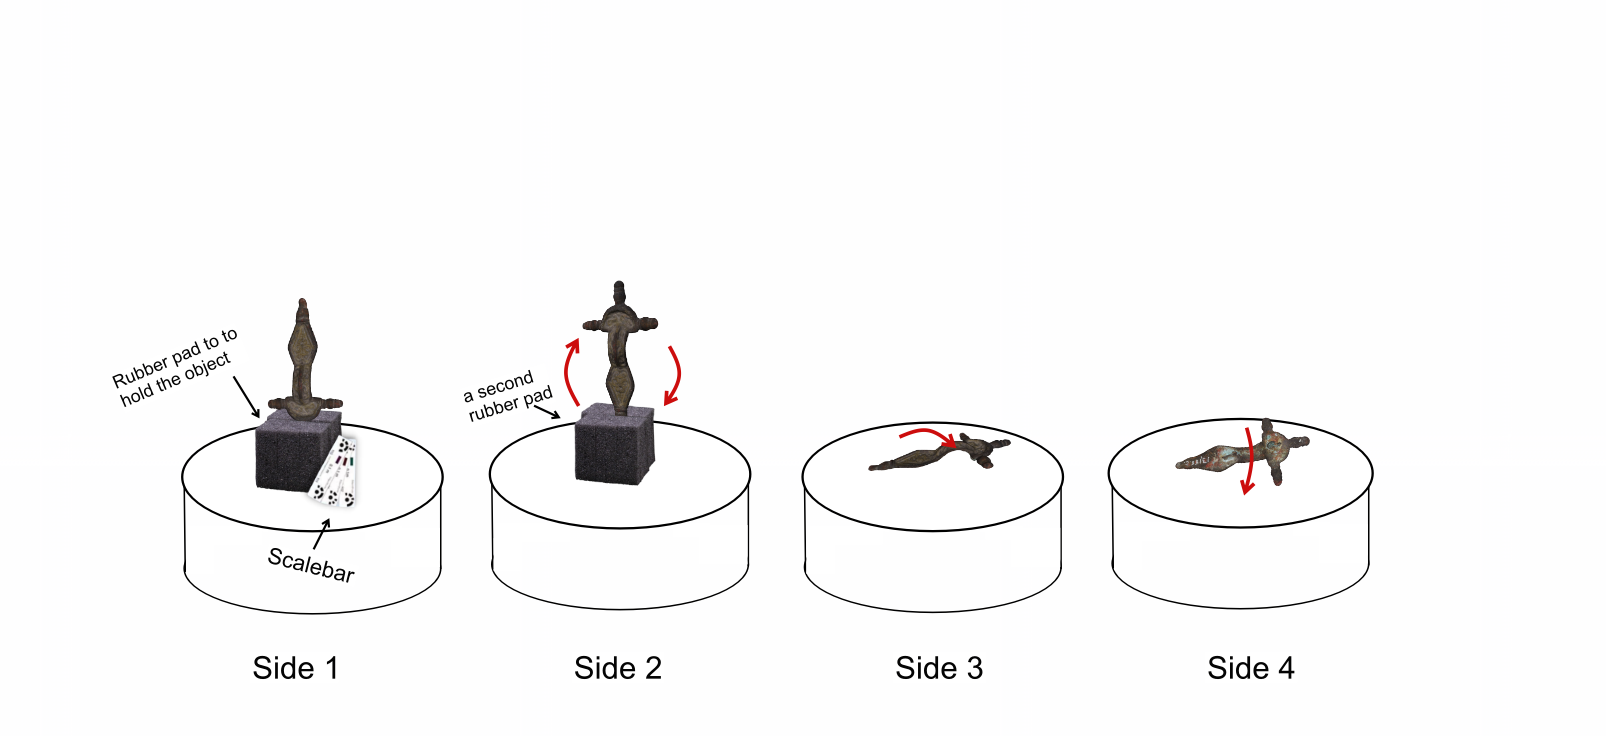 Rubber pad to to
hold the object
Scalebar
a second
rubber pad
Side 1
Side 2
Side 3
Side 4